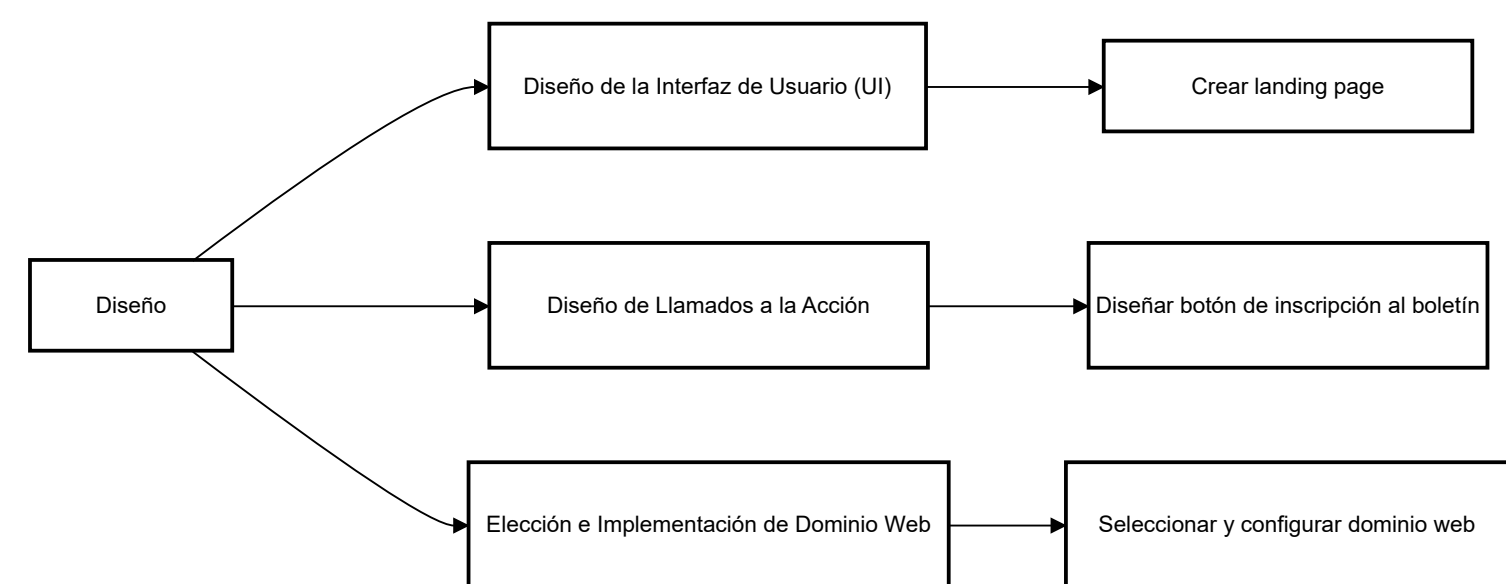 Diseño de la Interfaz de Usuario (UI)
Crear landing page
Diseño
Diseño de Llamados a la Acción
Diseñar botón de inscripción al boletín
Elección e Implementación de Dominio Web
Seleccionar y configurar dominio web